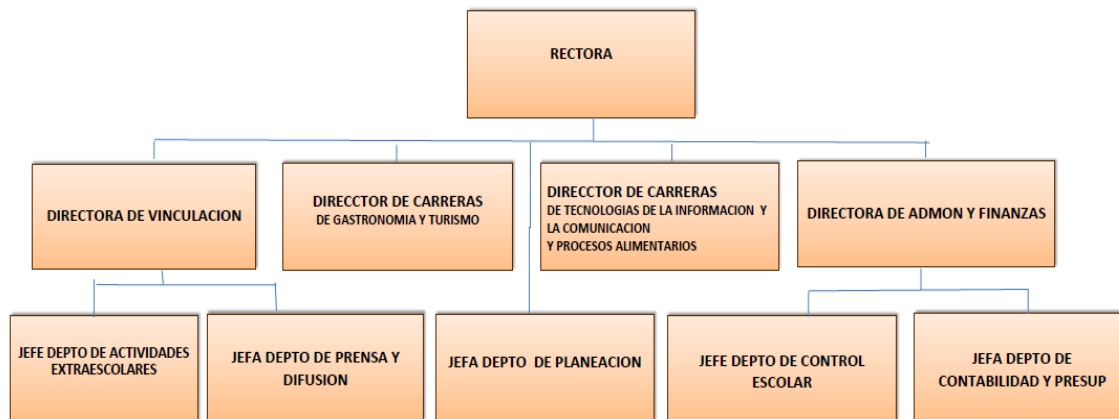 RECTORA
DIRECTORA DE VINCULACION
DIRECCTOR DE CARRERAS
DE GASTRONOMIA Y TURISMO
DIRECCTOR DE CARRERAS
DE TECNOLOGIAS DE LA INFORMACION Y
LA COMUNICACION
Y PROCESOS ALIMENTARIOS
DIRECTORA DE ADMON Y FINANZAS
JEFE DEPTO DE ACTIVIDADES
EXTRAESCOLARES
JEFA DEPTO DE PRENSA Y
DIFUSION
JEFA DEPTO DE PLANEACION
JEFE DEPTO DE CONTROL
ESCOLAR
JEFA DEPTO DE
CONTABILIDAD Y PRESUP